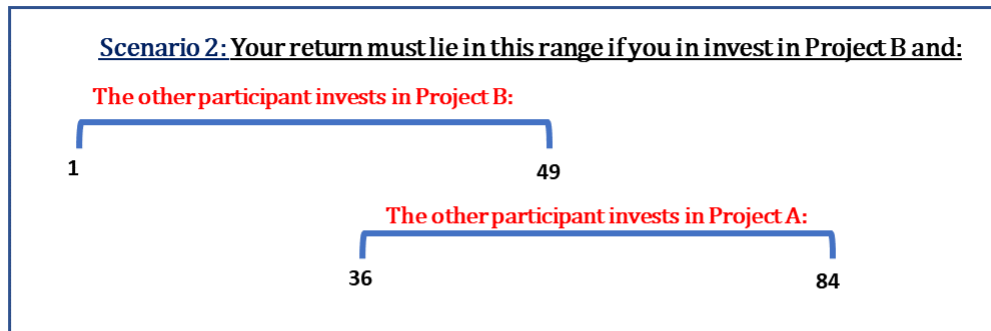 Scenario 2: Your return must lie in this range if you in invest in Project B and:
The other participant invests in Project B:
1
49
The other participant invests in Project A:
36
84